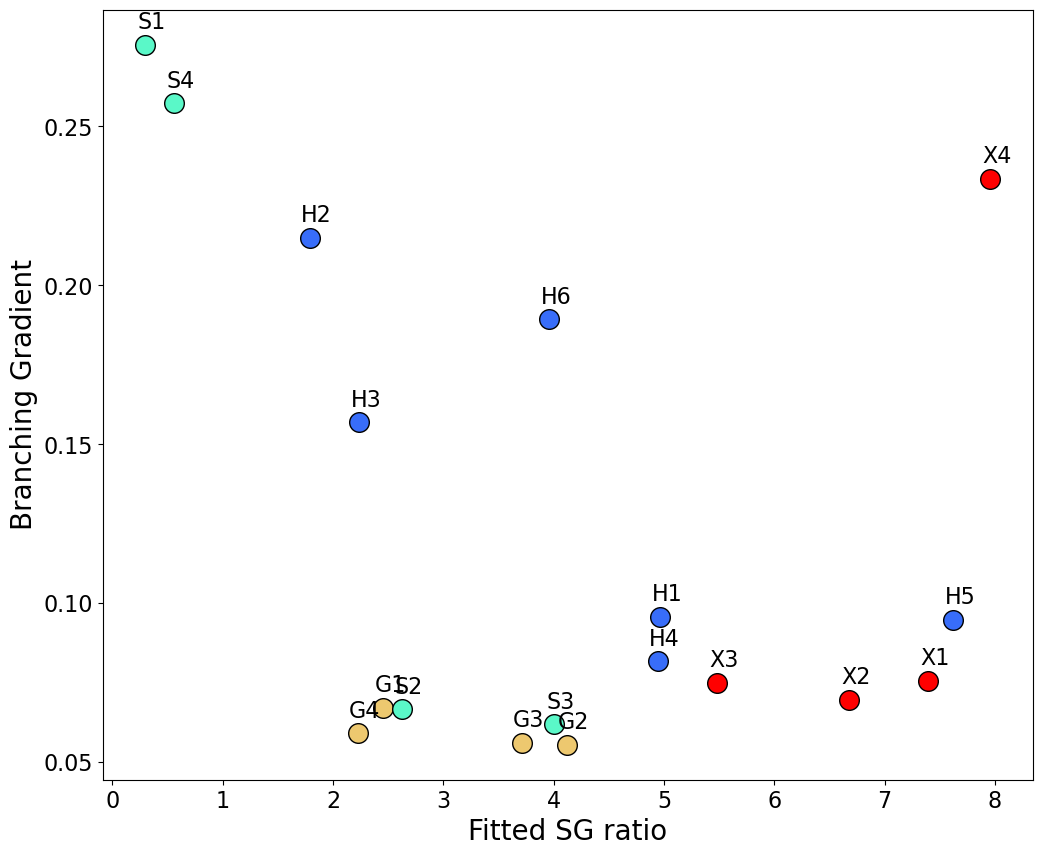 S1
S4
0.25
X4
H2
0.20
H6
H3
0.15
Branching Gradient
0.10
H1
H5
H4
X3
X1
X2
G1
S2
G4
S3
G3
G2
0.05
0 1 2 3 4 5 6 7 8
Fitted SG ratio